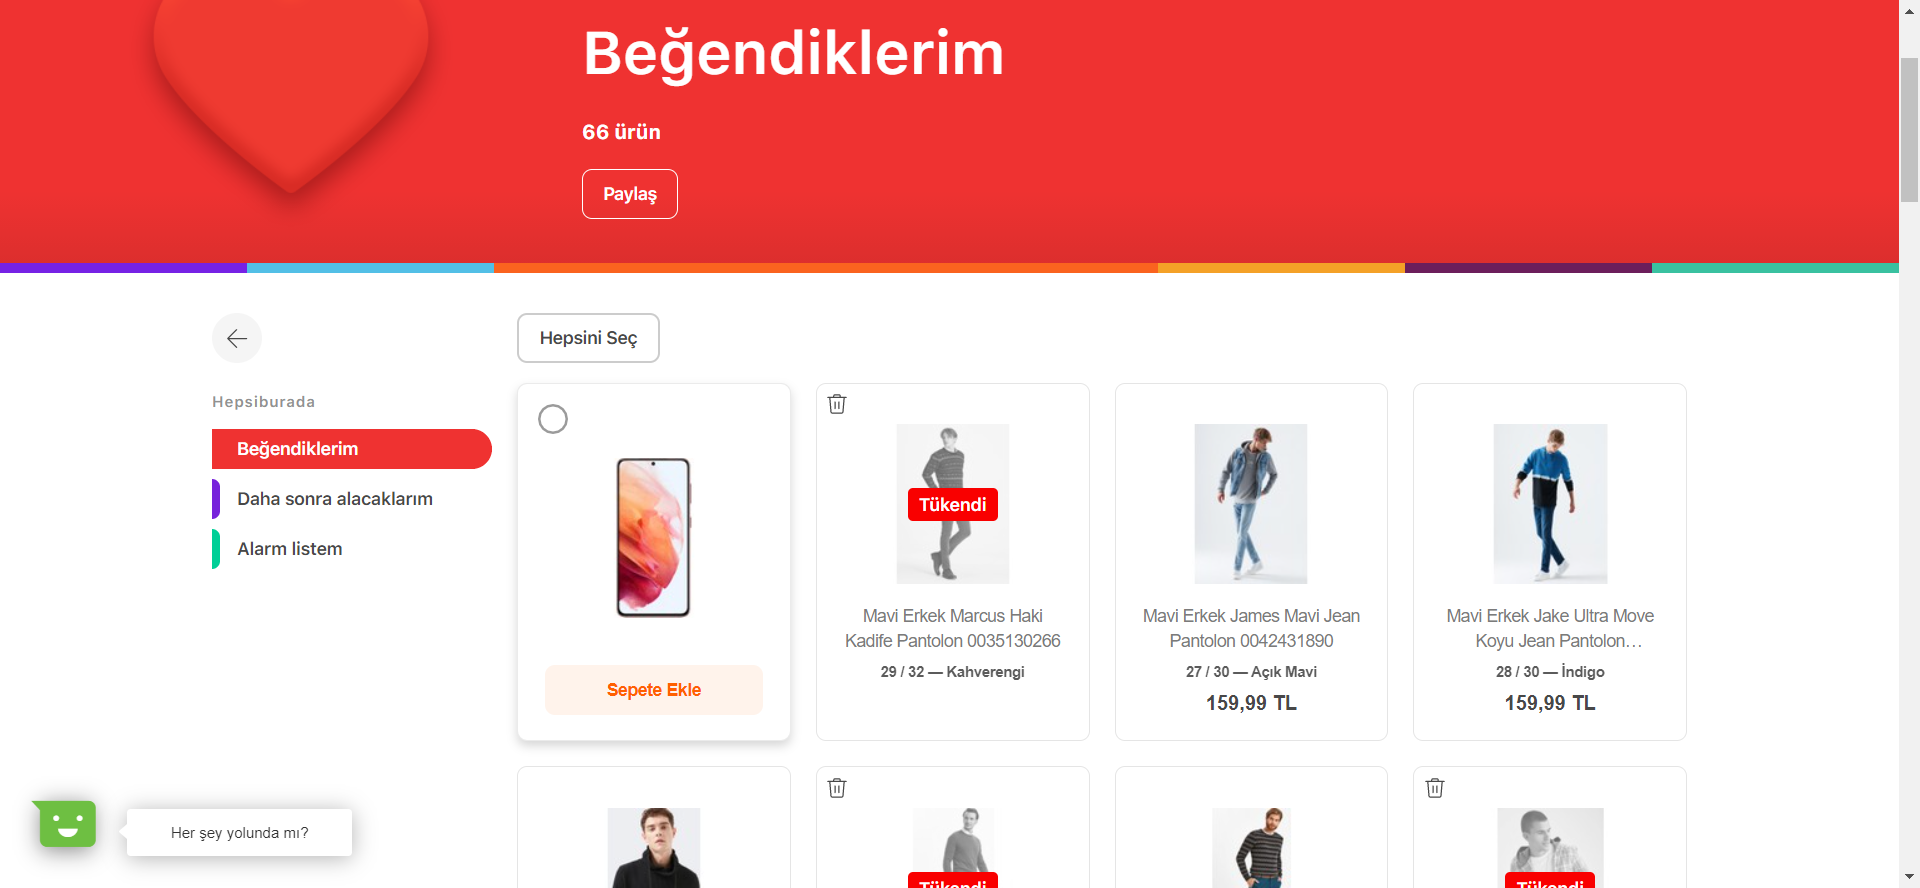 Beğendiklerim
66 ürün
Paylaş
Hepsini Seç
Hepsiburada
Beğendiklerim
Daha sonra alacaklarım
Alarm listem
Sepete Ekle
Tükendi
Mavi Erkek Marcus Haki
Kadife Pantolon 0035130266
29 / 32 — Kahverengi
Mavi Erkek James Mavi Jean
Pantolon 0042431890
27 / 30 — Açık Mavi
159,99 TL
Mavi Erkek Jake Ultra Move
Koyu Jean Pantolon…
28 / 30 — İndigo
159,99 TL
Tükendi
Tükendi
Her şey yolunda mı?